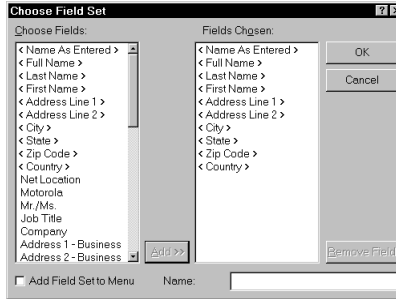 Choose Field Set
Choose Fields:
< Name As Entered >
< Full Name >
< Last Name >
< First Name >
< Address Line 1 >
< Address Line 2 >
< City >
< State >
< Zip Code >
< Country >
Net Location
Motorola
Mr./Ms.
Job Title
Company
Address 1 - Business
Address 2 - Business
Add >>
Fields Chosen:
< Name As Entered >
< Full Name >
< Last Name >
< First Name >
< Address Line 1 >
< Address Line 2 >
< City >
< State >
< Zip Code >
< Country >
OK
Cancel
Remove Field
Add Field Set to Menu
Name: